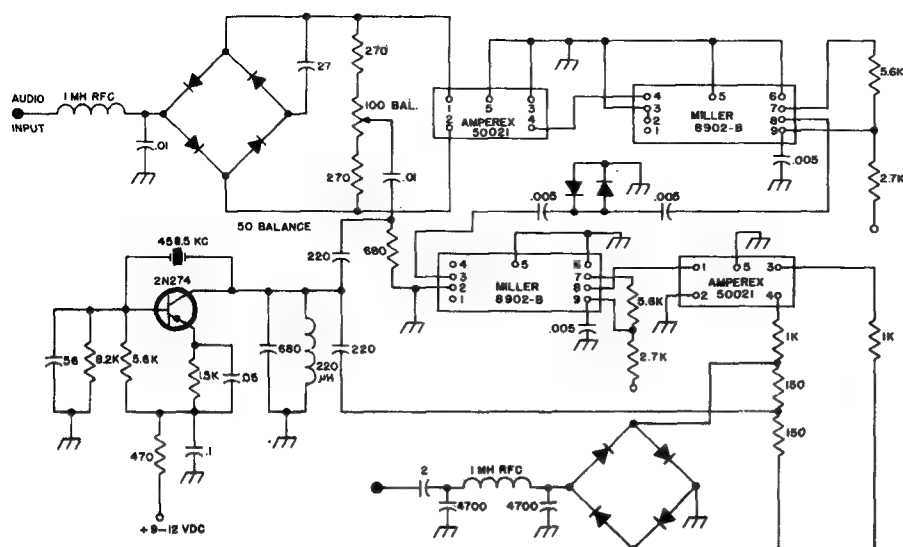 1 MH RFC
AUDIO
INPUT
.01
27
270
100 BAL.
270
.01
50 BALANCE
1
2
5
3
4
AMPEREX
50021
4
3
2
1
5
6
7
8
9
MILLER
8902-B
.005
5.6K
2.7K
.005
.005
458.5 KC
2N274
220
680
4
3
2
1
5
6
7
8
9
MILLER
8902-B
.005
5.6K
2.7K
1
2
5
3
4
AMPEREX
50021
1K
1K
150
150
56
8.2K
5.6K
1.5K
.05
680
220
µH
220
470
.1
+9-12 VDC
2
1 MH RFC
4700
4700